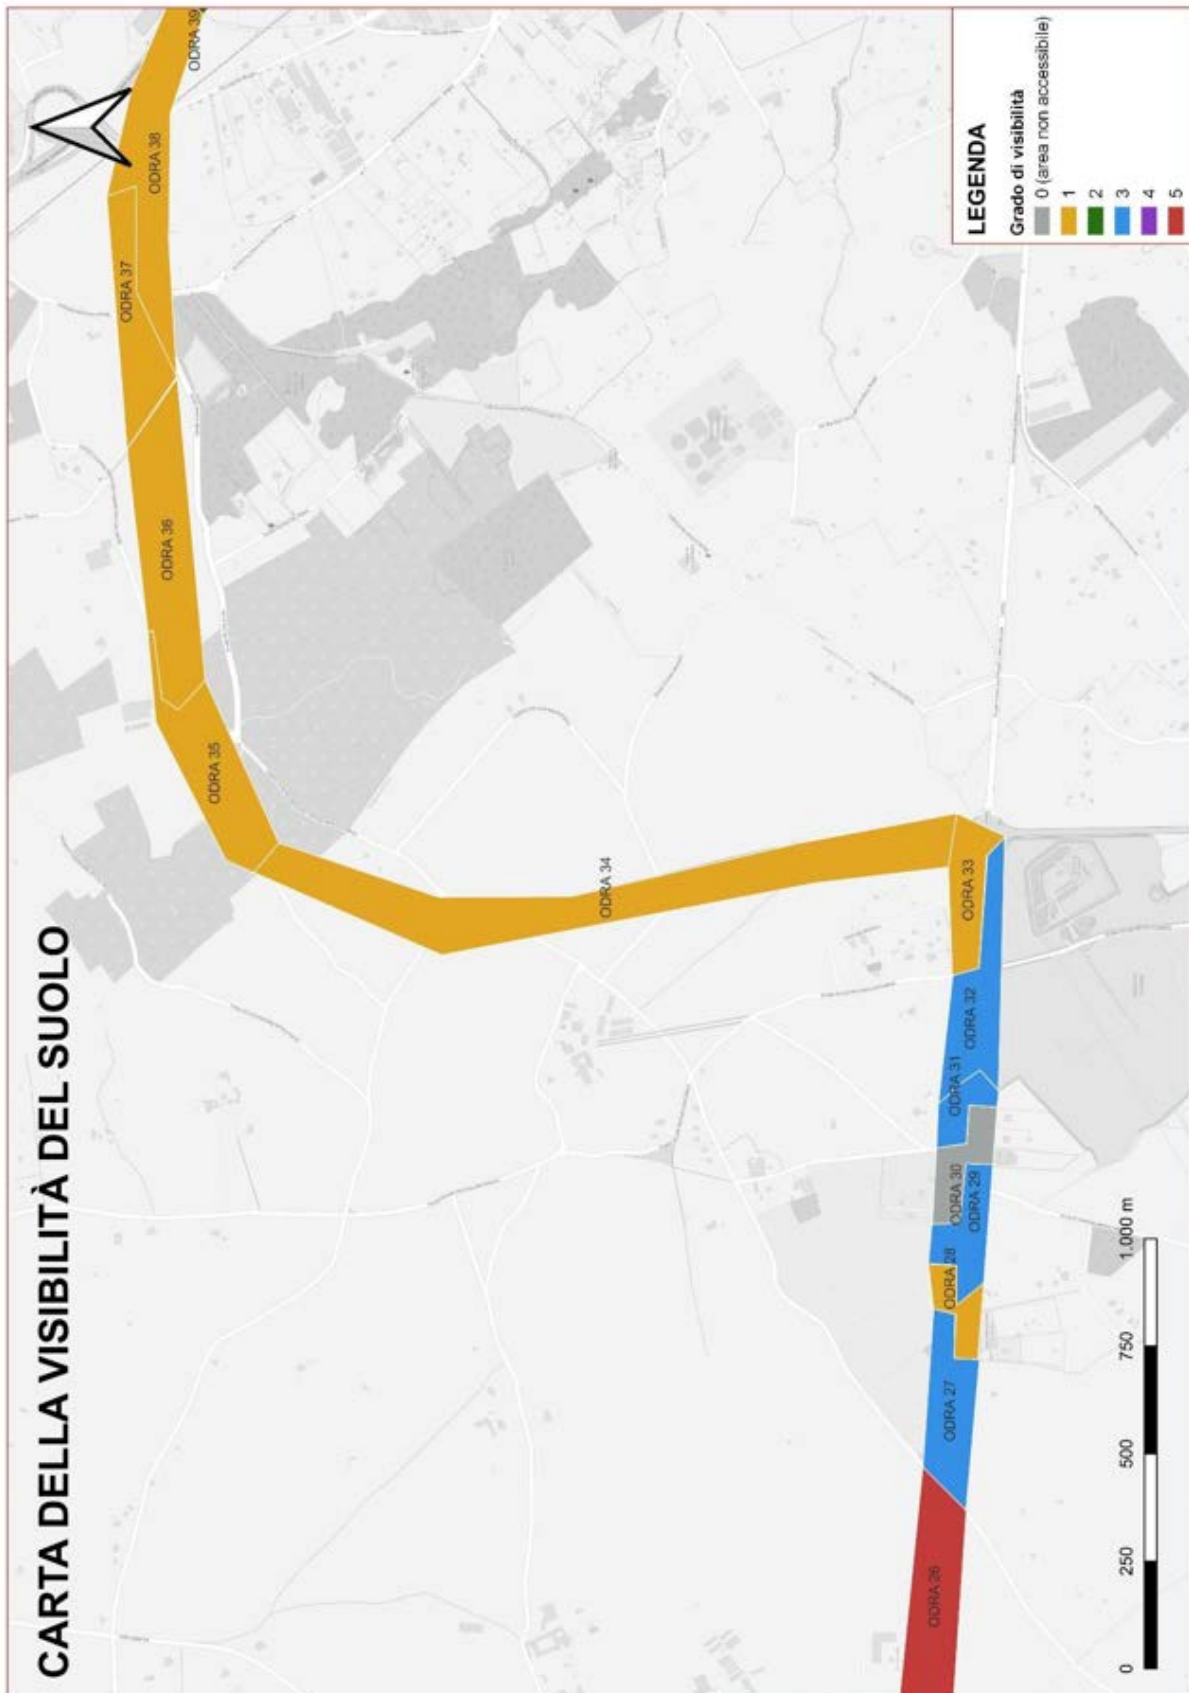 CARTA DELLA VISIBILITÀ DEL SUOLO
ODRA 26
ODRA 27
ODRA 28
ODRA 29
ODRA 30
ODRA 31
ODRA 32
ODRA 33
ODRA 34
ODRA 35
ODRA 36
ODRA 37
ODRA 38
ODRA 39
0 250 500 750 1.000 m
LEGENDA
Grado di visibilità
0 (area non accessibile)
1
2
3
4
5